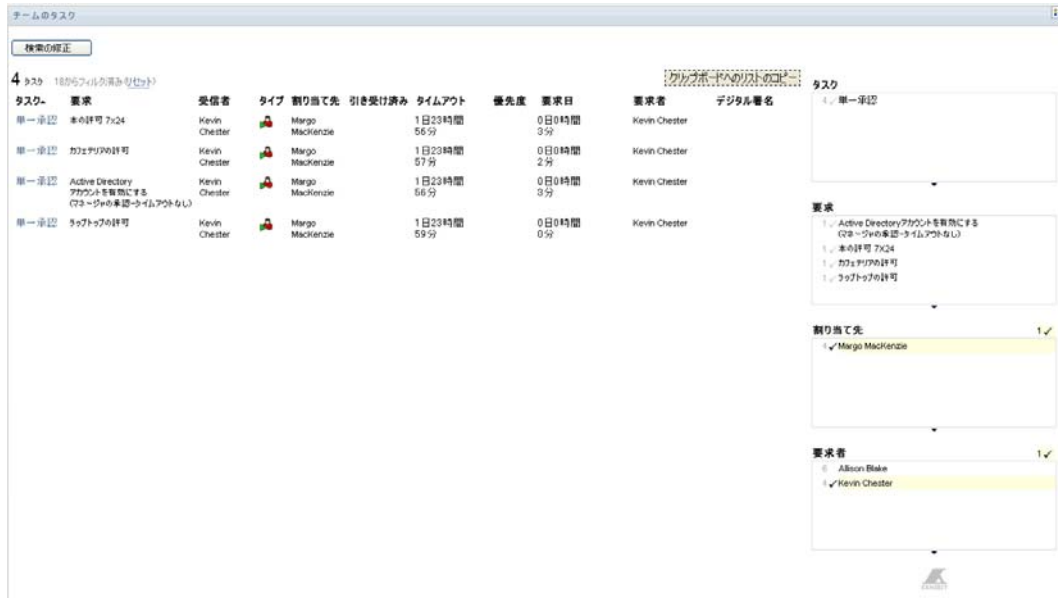 チームのタスク
検索の修正
4 タスク 18からフィルタ済み (リセット)
クリップボードへのリストのコピー
タスク 要求 受信者 タイプ 割り当て先 引き受け済み タイムアウト 優先度 要求日 要求者 デジタル署名
単一承認 本の許可 7x24 Kevin Chester Margo MacKenzie 1日23時間 56分 0日0時間 3分 Kevin Chester
単一承認 カフェテリアの許可 Kevin Chester Margo MacKenzie 1日23時間 57分 0日0時間 2分 Kevin Chester
単一承認 Active Directory アカウントを有効にする (マネージャの承認-タイムアウトなし) Kevin Chester Margo MacKenzie 1日23時間 56分 0日0時間 3分 Kevin Chester
単一承認 ラップトップの許可 Kevin Chester Margo MacKenzie 1日23時間 59分 0日0時間 0分 Kevin Chester
タスク
4 ✓ 単一承認
要求
1 ✓ Active Directoryアカウントを有効にする
(マネージャの承認-タイムアウトなし)
1 ✓ 本の許可 7X24
1 ✓ カフェテリアの許可
1 ✓ ラップトップの許可
割り当て先 1 ✓
4 ✓ Margo MacKenzie
要求者 1 ✓
6 Allison Blake
4 ✓ Kevin Chester